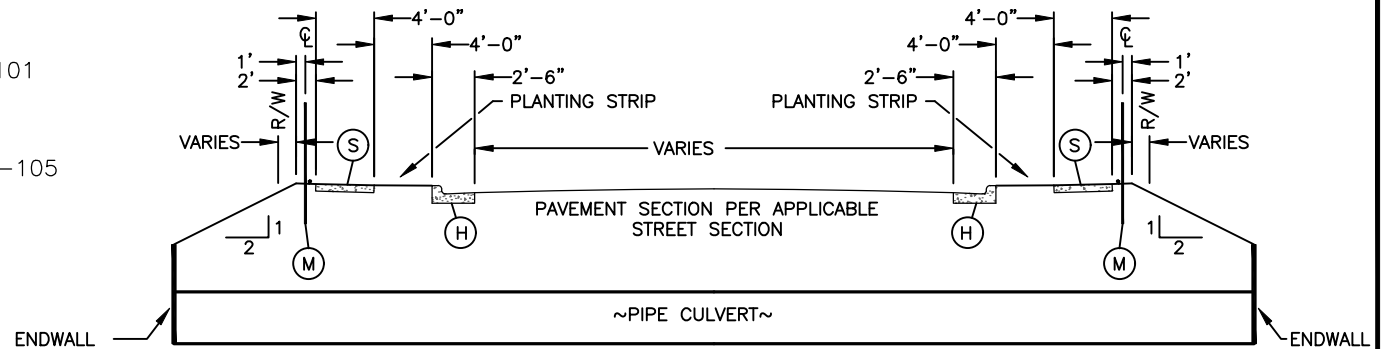 4'-0" 4'-0"
℄ ℄
4'-0" 4'-0"
101
1' 1'
2' 2'-6" 2'-6" 2'
R/W PLANTING STRIP PLANTING STRIP R/W
VARIES S VARIES S VARIES
-105
PAVEMENT SECTION PER APPLICABLE
STREET SECTION
1 H H 1
2 2
M M
~PIPE CULVERT~
ENDWALL ENDWALL